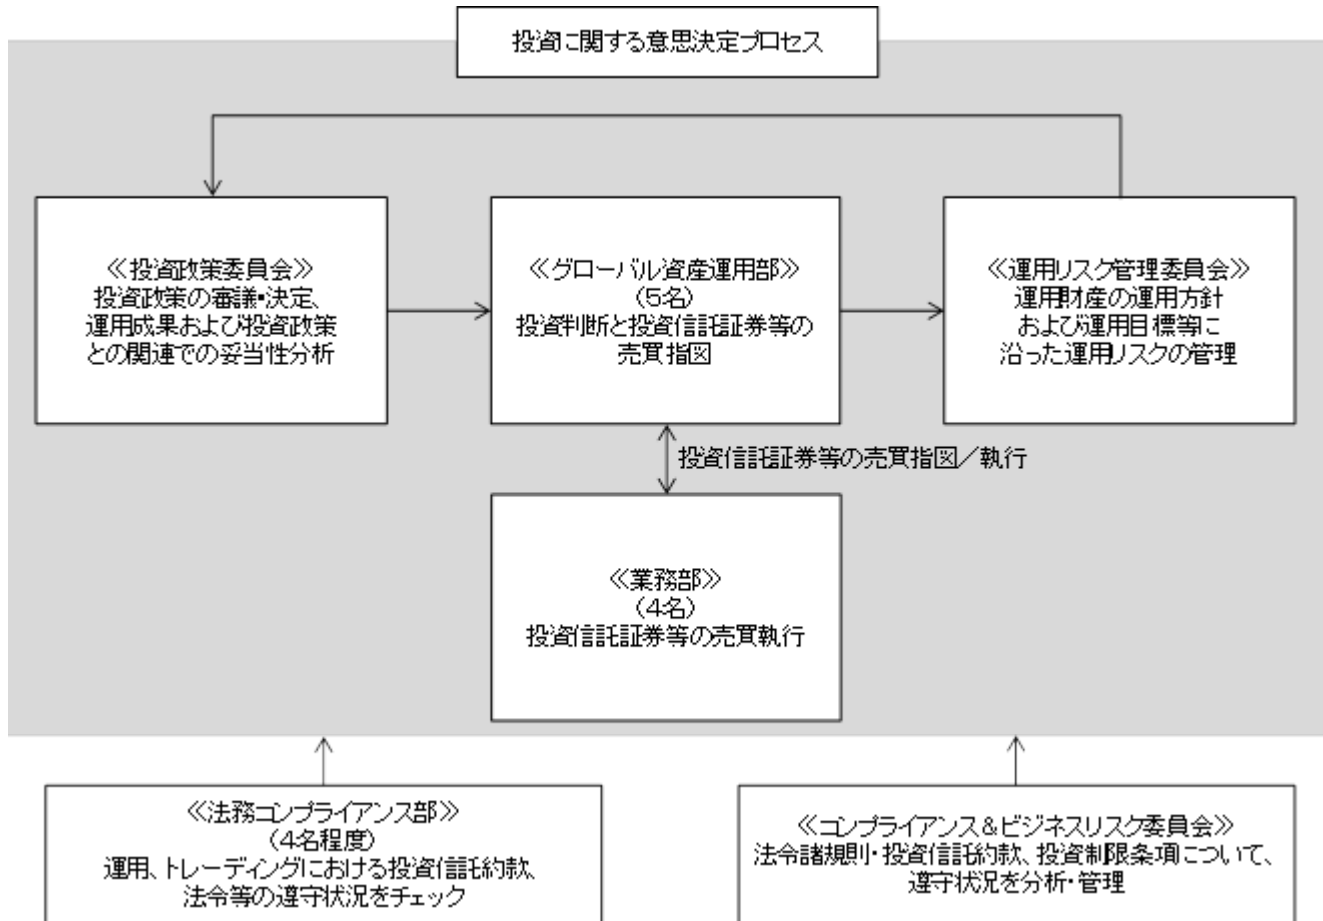 投資に関する意思決定プロセス
≪投資政策委員会≫
投資政策の審議・決定、
運用成果および投資政策
との関連での妥当性分析
≪グローバル資産運用部≫
（5名）
投資判断と投資信託証券等の
売買指図
≪運用リスク管理委員会≫
運用財産の運用方針
および運用目標等に
沿った運用リスクの管理
投資信託証券等の売買指図／執行
≪業務部≫
（4名）
投資信託証券等の売買執行
≪法務コンプライアンス部≫
（4名程度）
運用、トレーディングにおける投資信託約款、
法令等の遵守状況をチェック
≪コンプライアンス＆ビジネスリスク委員会≫
法令諸規則・投資信託約款、投資制限条項について、
遵守状況を分析・管理